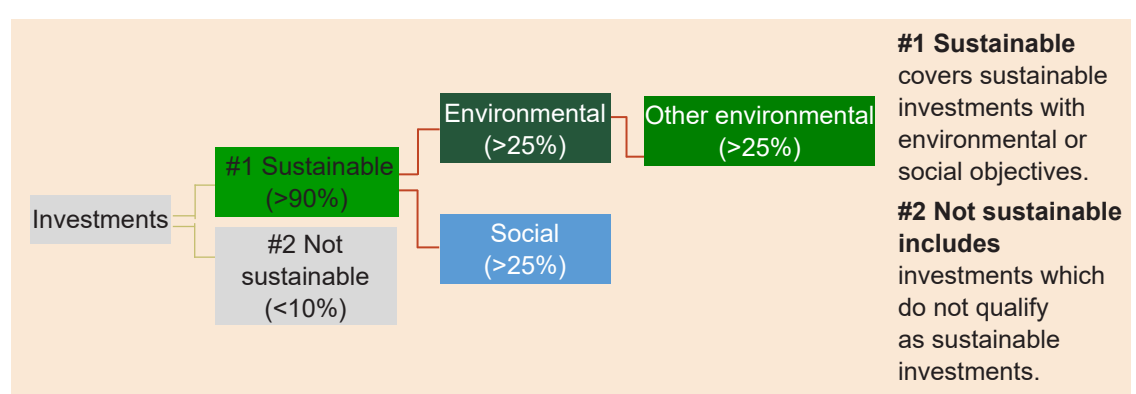 Investments
#1 Sustainable
(>90%)
#2 Not
sustainable
(<10%)
Environmental
(>25%)
Social
(>25%)
Other environmental
(>25%)
#1 Sustainable
covers sustainable
investments with
environmental or
social objectives.
#2 Not sustainable
includes
investments which
do not qualify
as sustainable
investments.